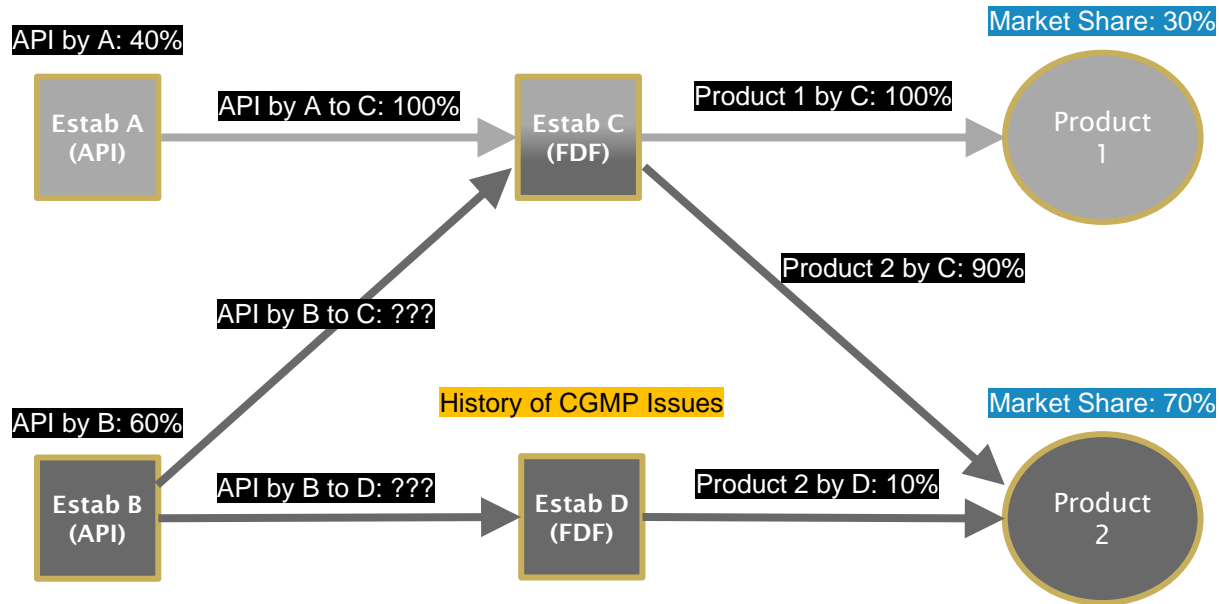 Market Share: 30%
API by A: 40%
Estab A
(API)
API by A to C: 100%
Estab C
(FDF)
Product 1 by C: 100%
Product
1
Product 2 by C: 90%
API by B to C: ???
History of CGMP Issues
Market Share: 70%
API by B: 60%
Estab B
(API)
API by B to D: ???
Estab D
(FDF)
Product 2 by D: 10%
Product
2